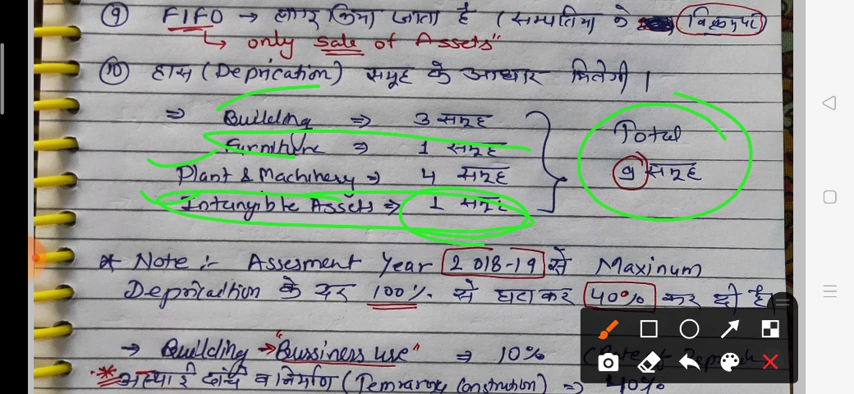 ⑨ FIFO → लागू किया जाता है (सम्पत्तियों के विक्रय पर
↳ only sale of Assets"
⑩ ह्रास (Deprication) समूह के आधार मिलेगी।
⇒ Building ⇒ 3 समूह
Furniture ⇒ 1 समूह
Plant & Machinery ⇒ 4 समूह
Intangible Assets ⇒ 1 समूह
Total
9 समूह
* Note :- Assesment Year 2018-19 से Maxinum
Depriciation के दर 100% से घटाकर 40% कर दी है।
→ Building → "Bussiness use" ⇒ 10%
* अस्थाई ढांचे व निर्माण (Temprarory Construction) ⇒ 40%